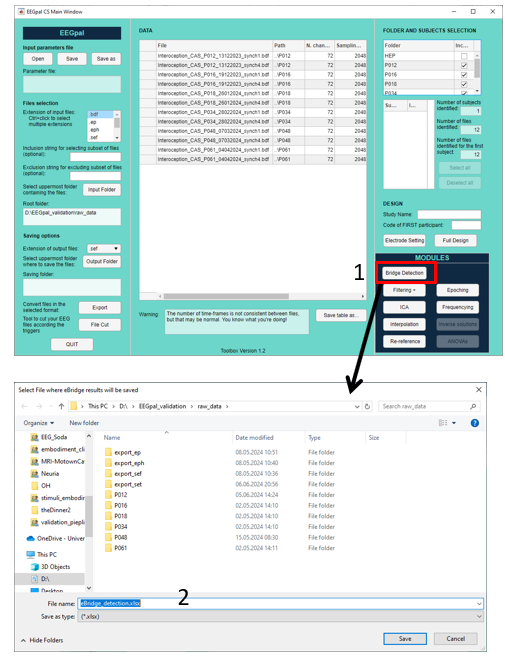 EEGpal CS Main Window
EEGpal
Input parameters file
Open Save Save as
Parameter file:
Files selection
Extension of input files:
Ctrl+click to select
multiple extensions
bdf
ep
eph
sef
Inclusion string for selecting subset of files
(optional):
Exclusion string for excluding subset of files
(optional):
Select uppermost folder
containing the files:
Input Folder
Root folder:
D:\EEGpal_validation\raw_data
Saving options
Extension of output files: .sef
Select uppermost folder
where to save the files:
Output Folder
Saving folder:
Convert files in the
selected format
Export
Tool to cut your EEG
files according the
triggers
File Cut
QUIT
DATA
File Path N. chan... Samplin...
interoception_CAS_P012_13122023_synch1.bdf .\P012 72 2048
interoception_CAS_P012_13122023_synch4.bdf .\P012 72 2048
interoception_CAS_P016_19122023_synch1.bdf .\P016 72 2048
interoception_CAS_P016_19122023_synch4.bdf .\P016 72 2048
interoception_CAS_P018_26012024_synch1.bdf .\P018 72 2048
interoception_CAS_P018_26012024_synch4.bdf .\P018 72 2048
interoception_CAS_P034_28022024_synch1.bdf .\P034 72 2048
interoception_CAS_P034_28022024_synch4.bdf .\P034 72 2048
interoception_CAS_P048_07032024_synch1.bdf .\P048 72 2048
interoception_CAS_P048_07032024_synch4.bdf .\P048 72 2048
interoception_CAS_P061_04042024_synch1.bdf .\P061 72 2048
interoception_CAS_P061_04042024_synch4.bdf .\P061 72 2048
Warning
The number of time-frames is not consistent between files,
but that may be normal. You know what you're doing!
Save table as...
Toolbox Version 1.2
FOLDER AND SUBJECTS SELECTION
Folder Inc...
HEP
P012
P016
P018
P034
Su... I...
Number of subjects
identified: 1
Number of files
identified: 12
Number of files
identified for the first
subject: 12
Select all
Deselect all
DESIGN
Study Name:
Code of FIRST participant:
Electrode Setting Full Design
MODULES
1
Bridge Detection
Filtering + Epoching
ICA Frequencying
Interpolation Inverse solutions
Re-reference ANOVAs
Select File where eBridge results will be saved
This PC › D:\ › EEGpal_validation › raw_data ›
Search raw_data
Organize New folder
EEG_Soda
embodiment_cli
MRI-MotownCa
Neuria
OH
stimuli_embodir
theDinner2
validation_piepli
OneDrive - Univer
This PC
3D Objects
D:\
Desktop
Name Date modified Type Size
export_ep 08.05.2024 10:51 File folder
export_eph 08.05.2024 10:40 File folder
export_sef 08.05.2024 10:36 File folder
export_set 06.06.2024 20:56 File folder
P012 05.06.2024 14:24 File folder
P016 02.05.2024 14:10 File folder
P018 02.05.2024 14:10 File folder
P034 02.05.2024 14:10 File folder
P048 15.05.2024 08:30 File folder
P061 02.05.2024 14:11 File folder
2
File name: eBridge_detection.xlsx
Save as type: (*.xlsx)
Hide Folders
Save Cancel